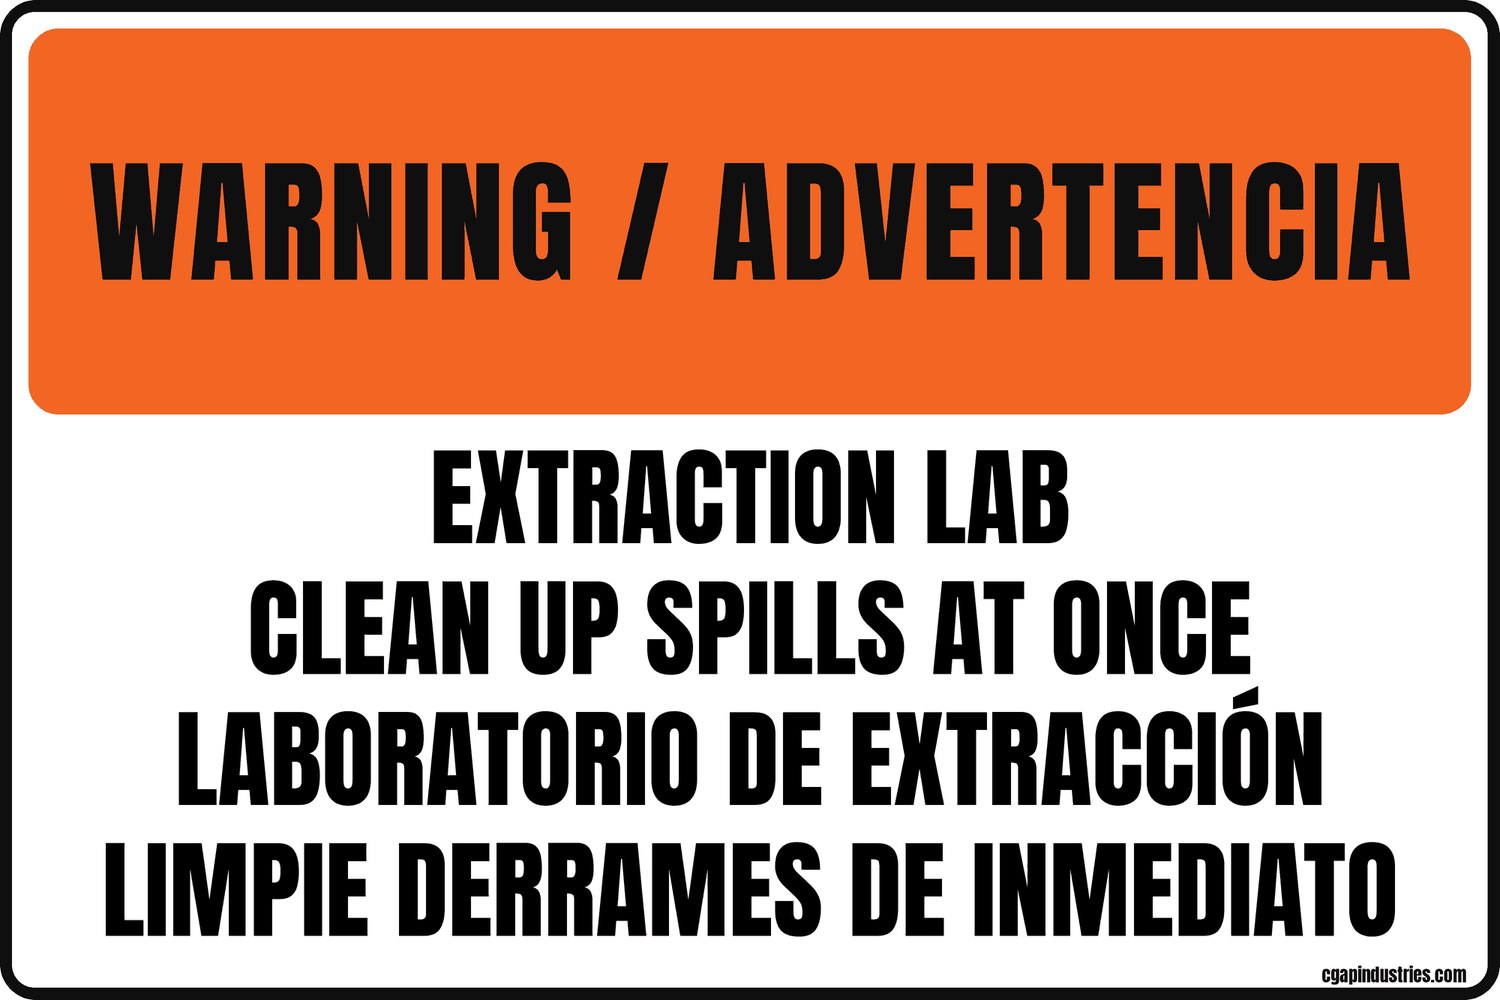 WARNING / ADVERTENCIA
EXTRACTION LAB
CLEAN UP SPILLS AT ONCE
LABORATORIO DE EXTRACCIÓN
LIMPIE DERRAMES DE INMEDIATO
cgapindustries.com